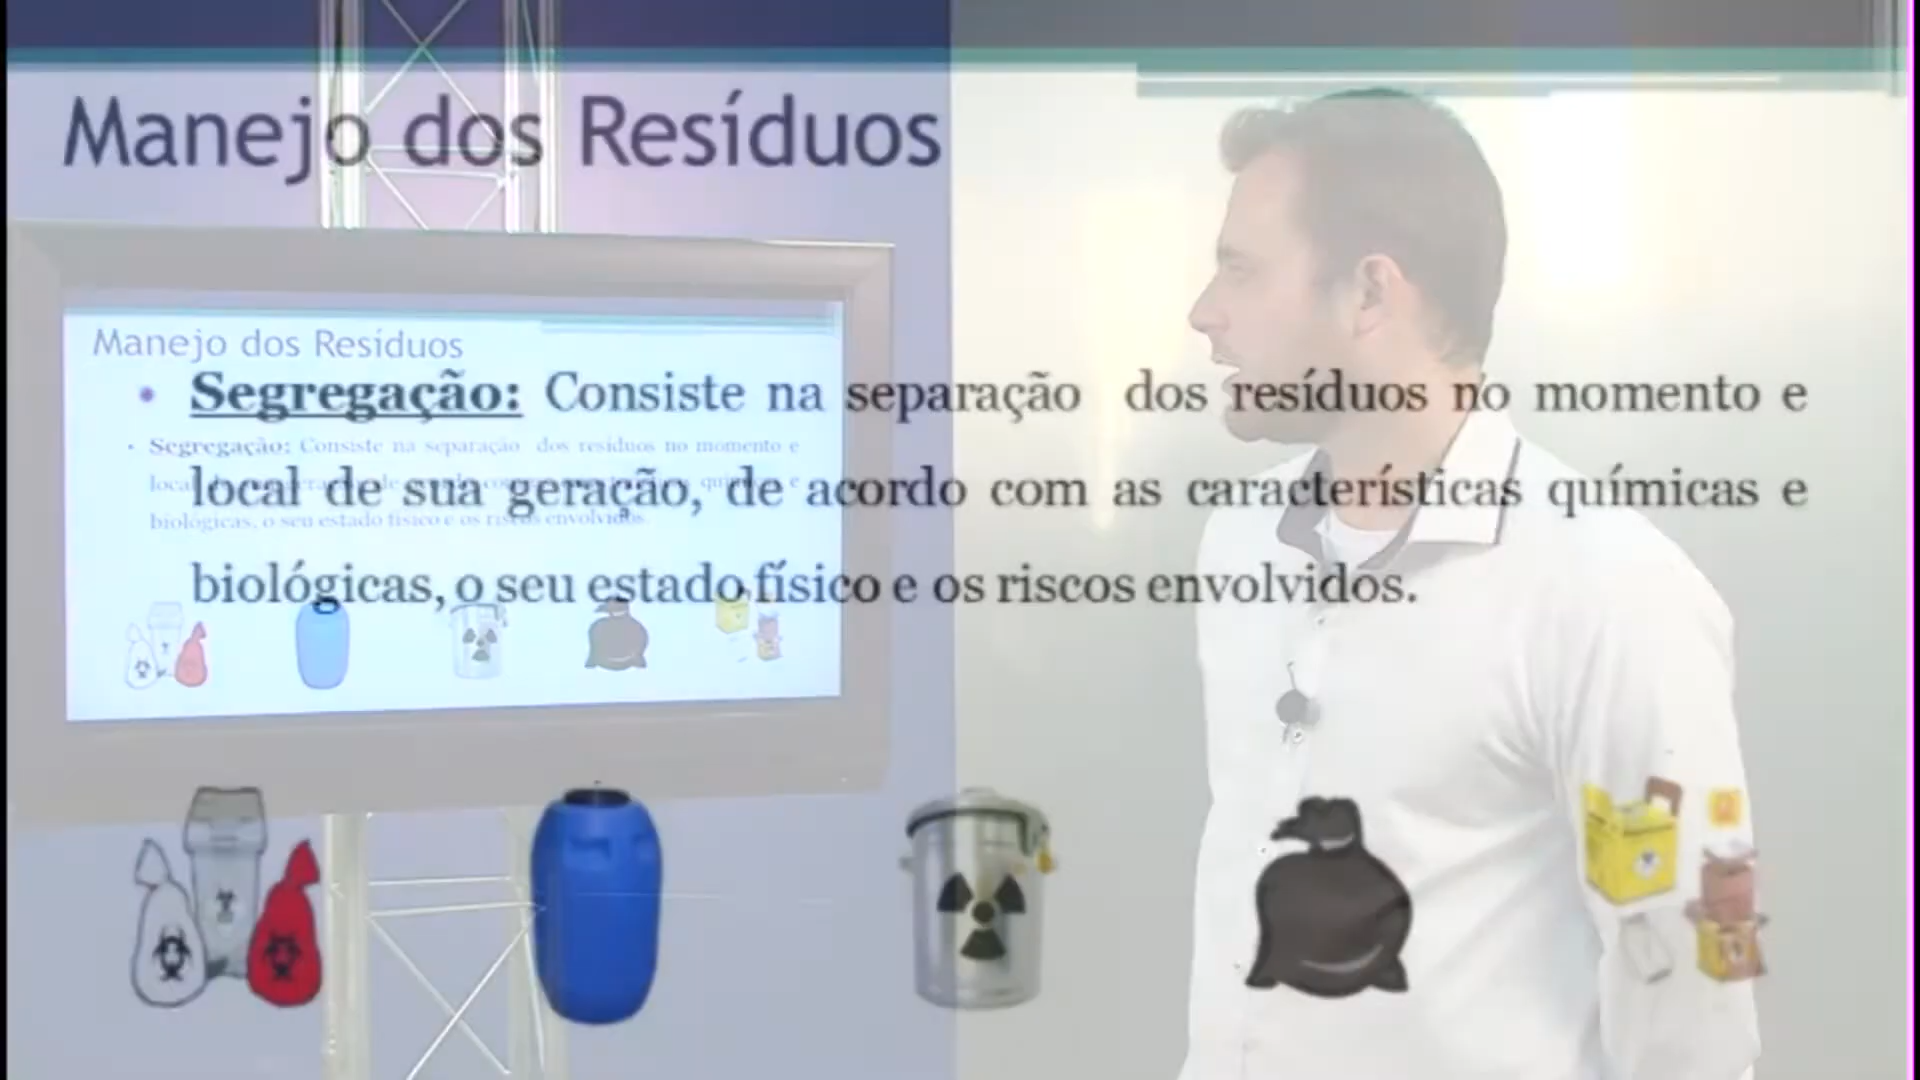 Manejo dos Resíduos
• Segregação: Consiste na separação dos resíduos no momento e
local de sua geração, de acordo com as características químicas e
biológicas, o seu estado físico e os riscos envolvidos.
Manejo dos Resíduos
• Segregação: Consiste na separação dos resíduos no momento e
biológicas, o seu estado físico e os riscos envolvidos.